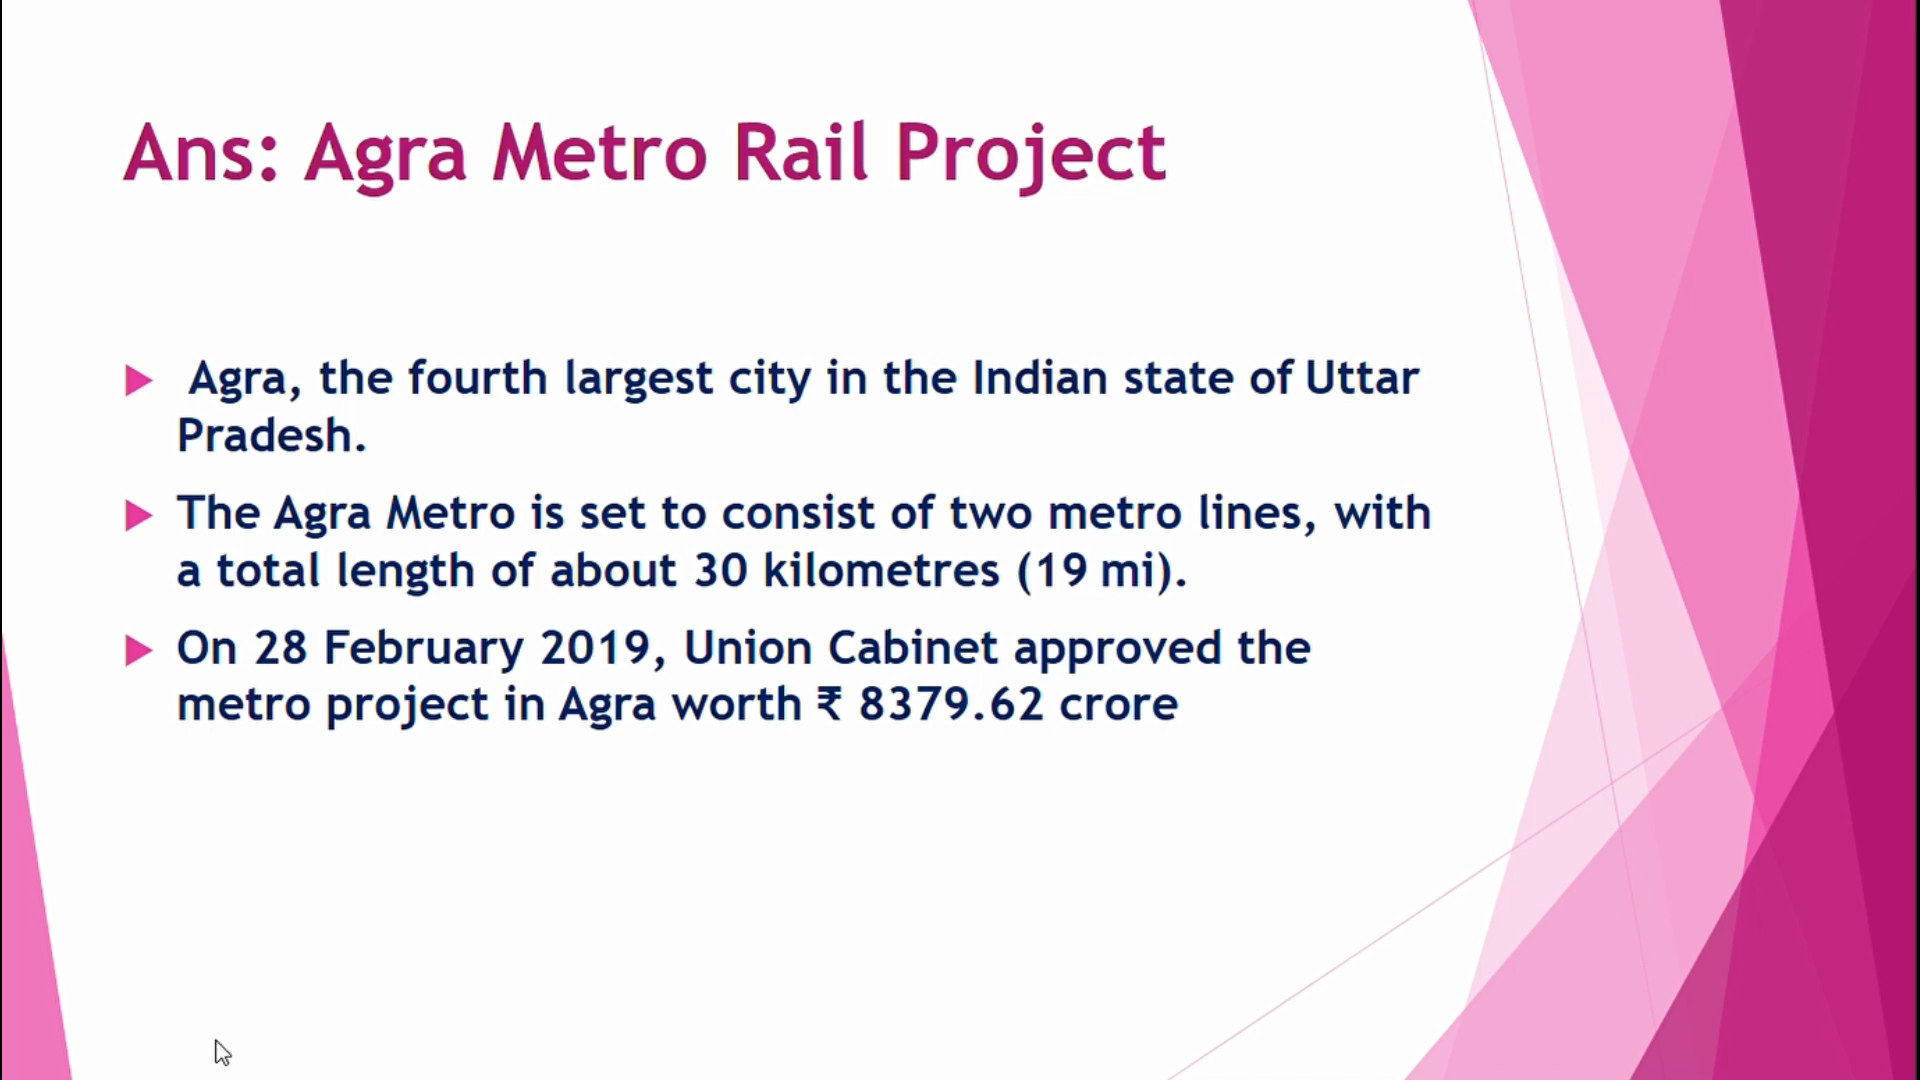 Ans: Agra Metro Rail Project
Agra, the fourth largest city in the Indian state of Uttar
Pradesh.
The Agra Metro is set to consist of two metro lines, with
a total length of about 30 kilometres (19 mi).
On 28 February 2019, Union Cabinet approved the
metro project in Agra worth ₹ 8379.62 crore